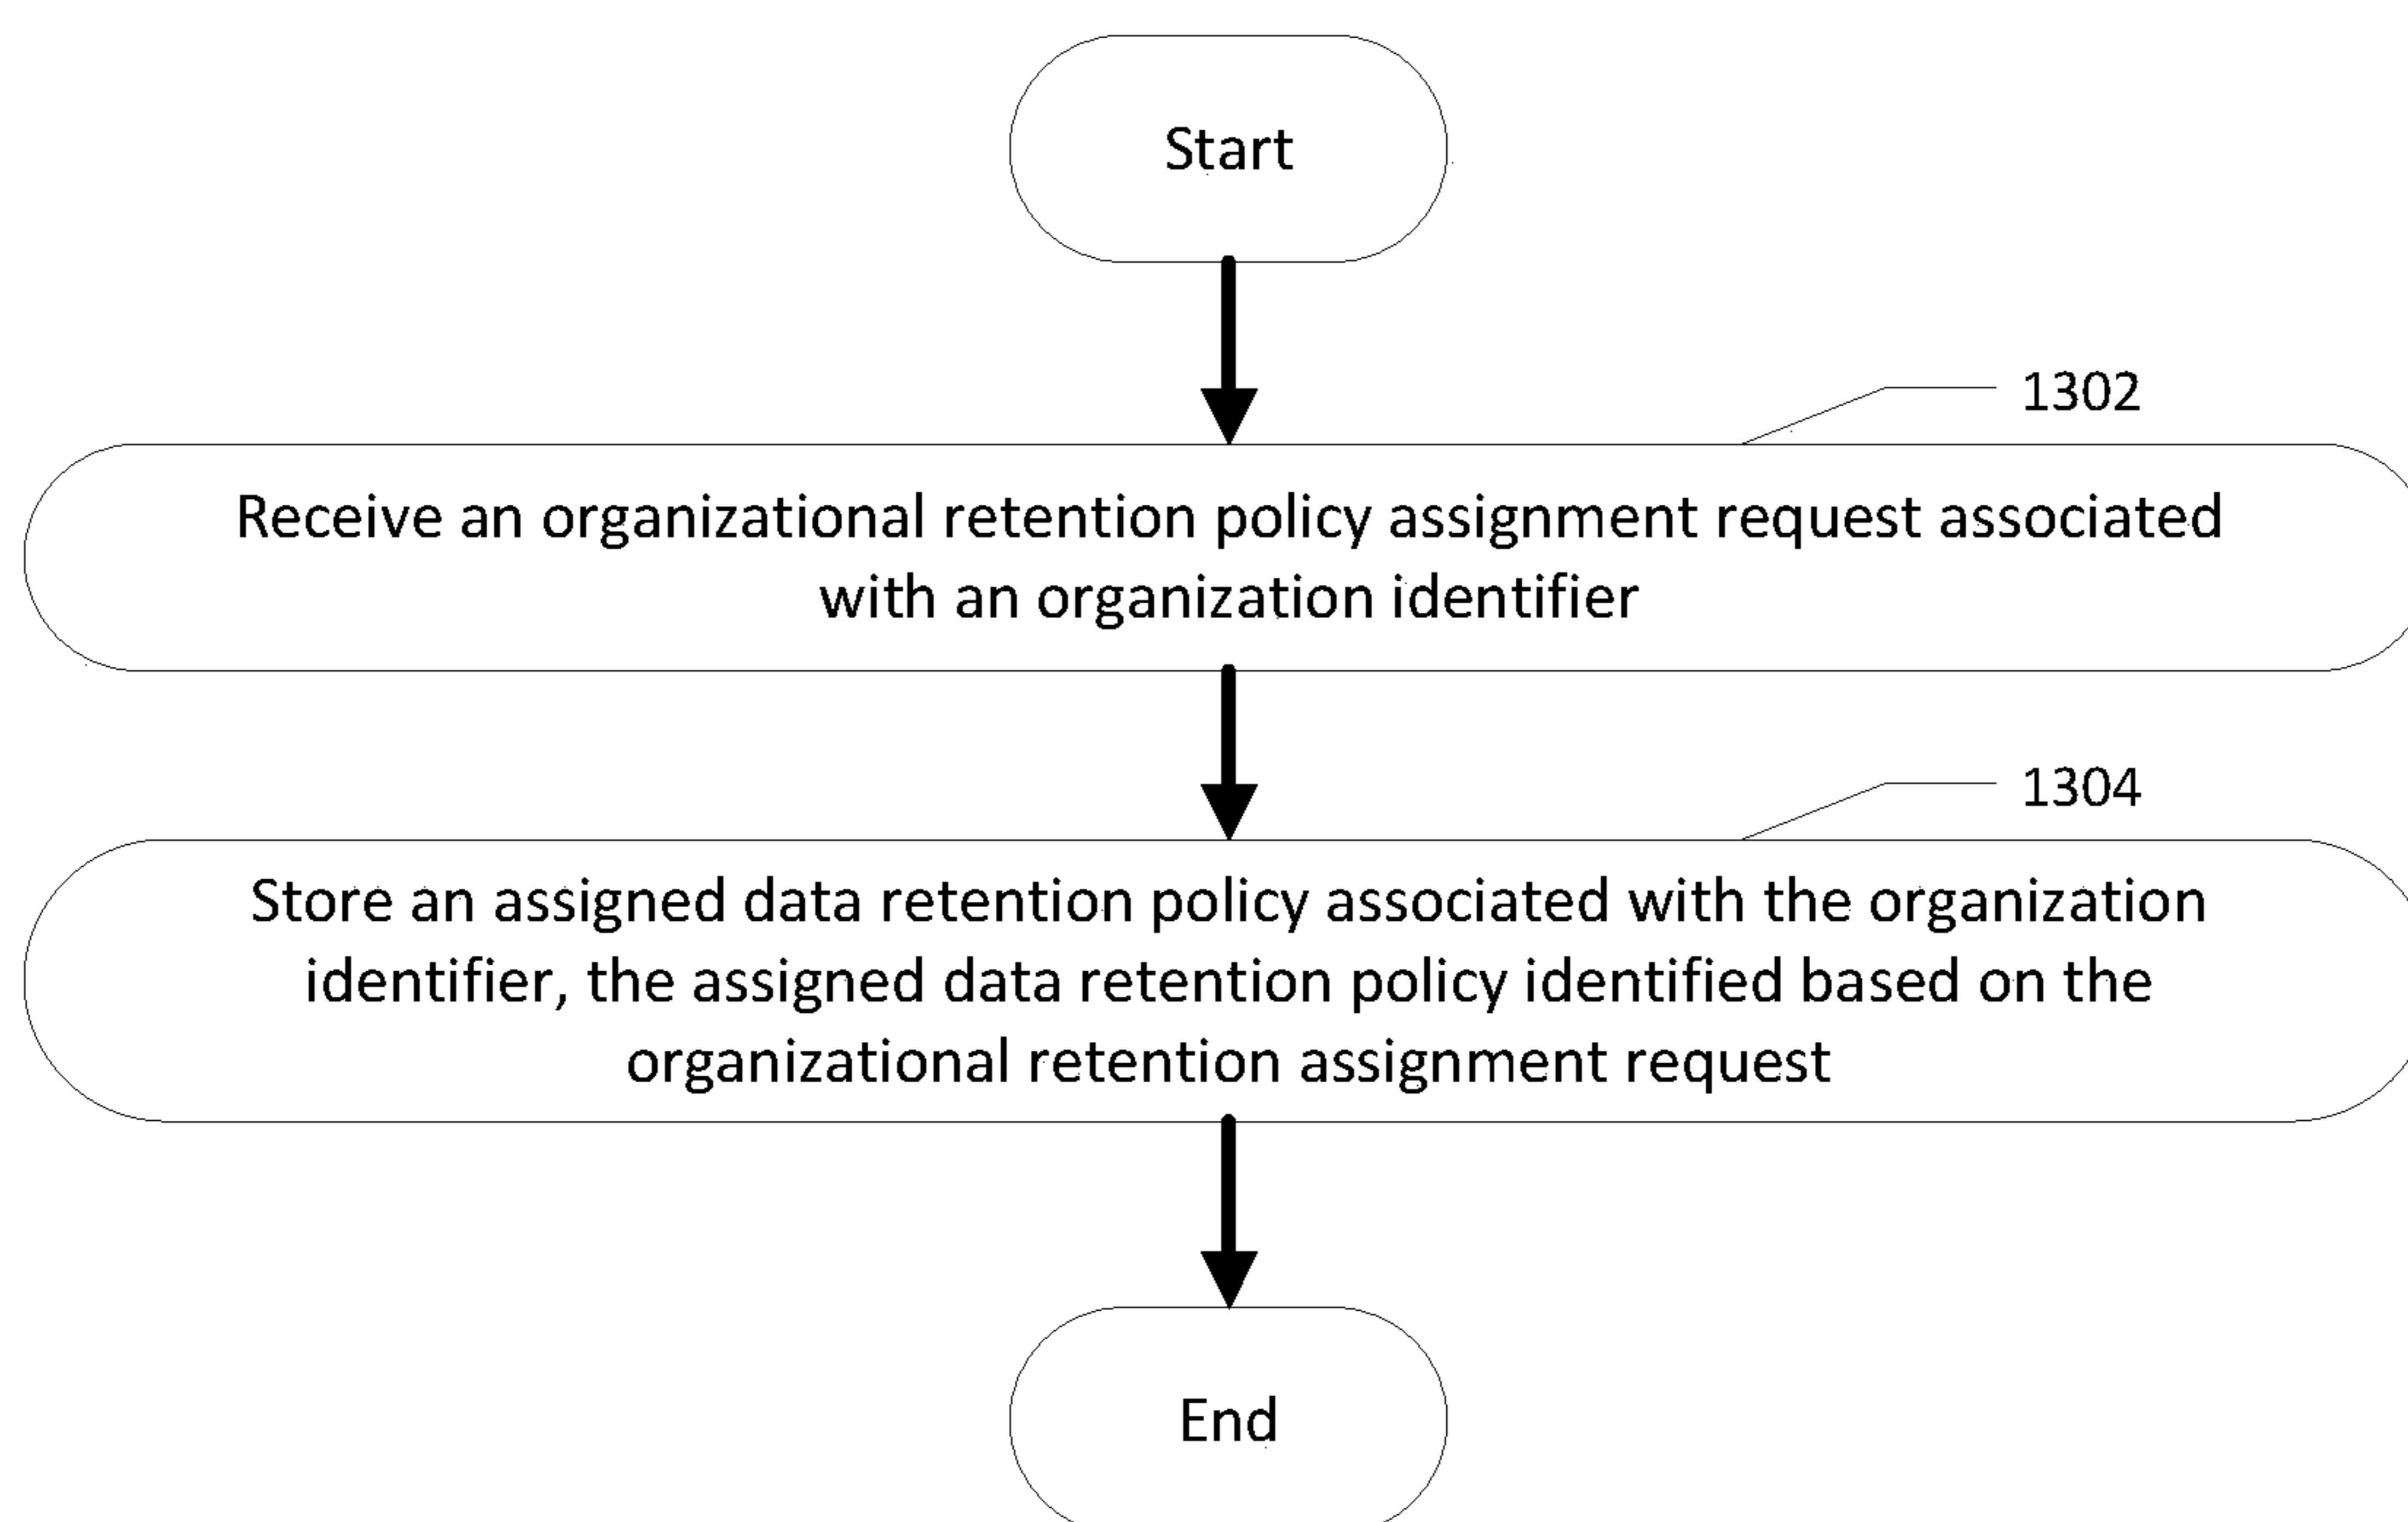 Start
1302
Receive an organizational retention policy assignment request associated
with an organization identifier
1304
Store an assigned data retention policy associated with the organization
identifier, the assigned data retention policy identified based on the
organizational retention assignment request
End